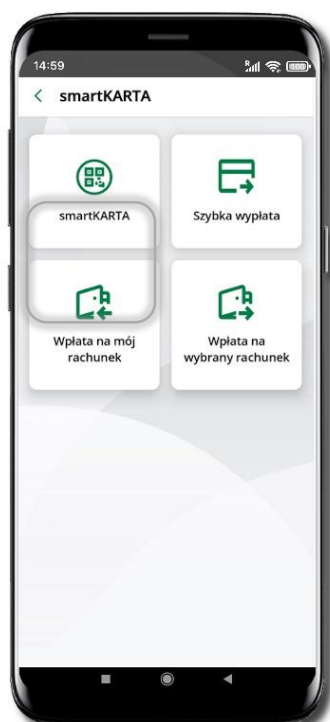 14:59
smartKARTA
smartKARTA
Szybka wypłata
Wpłata na mój
rachunek
Wpłata na
wybrany rachunek